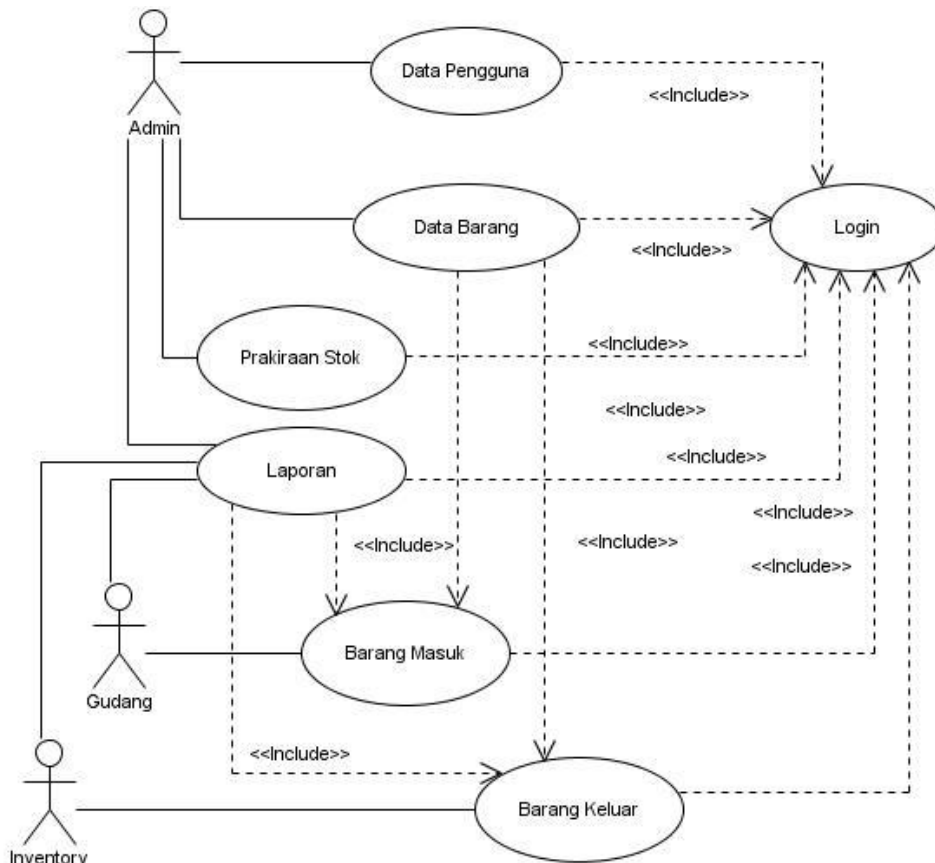 Data Pengguna
<<Include>>
Admin
Data Barang
Login
<<Include>>
Prakiraan Stok
<<Include>>
<<Include>>
Laporan
<<Include>>
<<Include>>
<<Include>>
<<Include>>
<<Include>>
Barang Masuk
Gudang
<<Include>>
Barang Keluar
Inventory